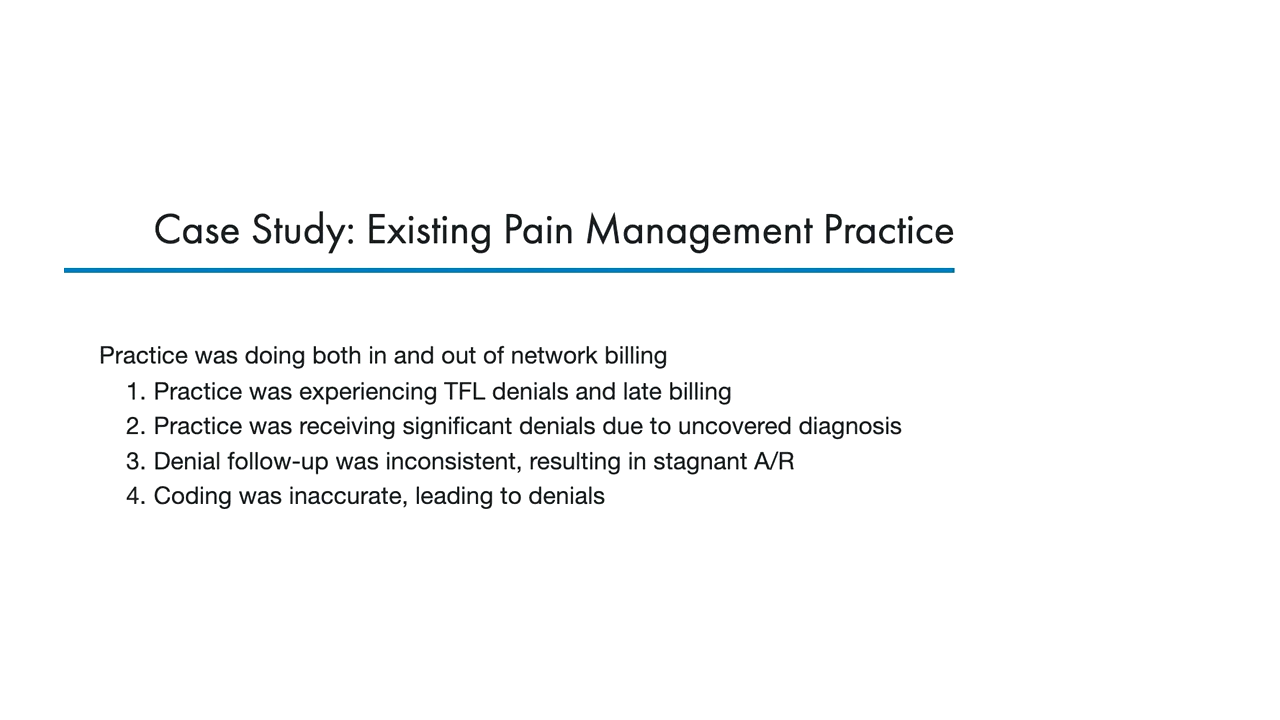 Case Study: Existing Pain Management Practice
Practice was doing both in and out of network billing
1. Practice was experiencing TFL denials and late billing
2. Practice was receiving significant denials due to uncovered diagnosis
3. Denial follow-up was inconsistent, resulting in stagnant A/R
4. Coding was inaccurate, leading to denials